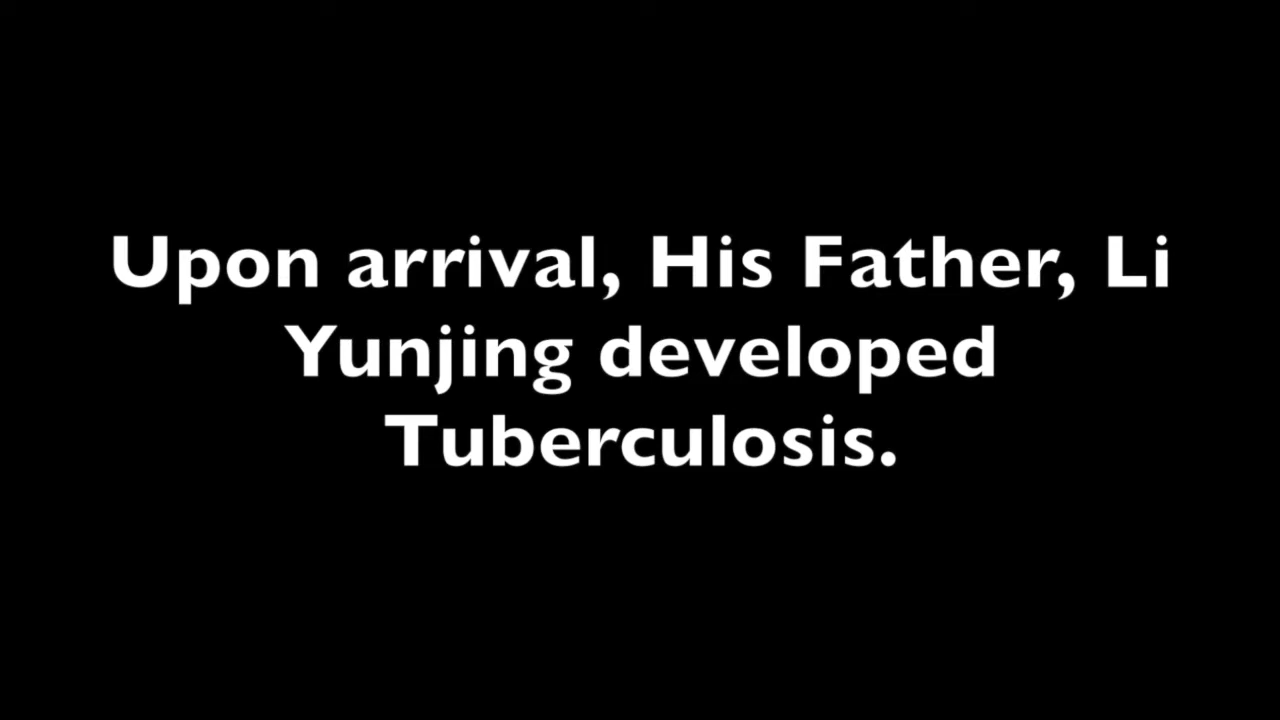 Upon arrival, His Father, Li
Yunjing developed
Tuberculosis.